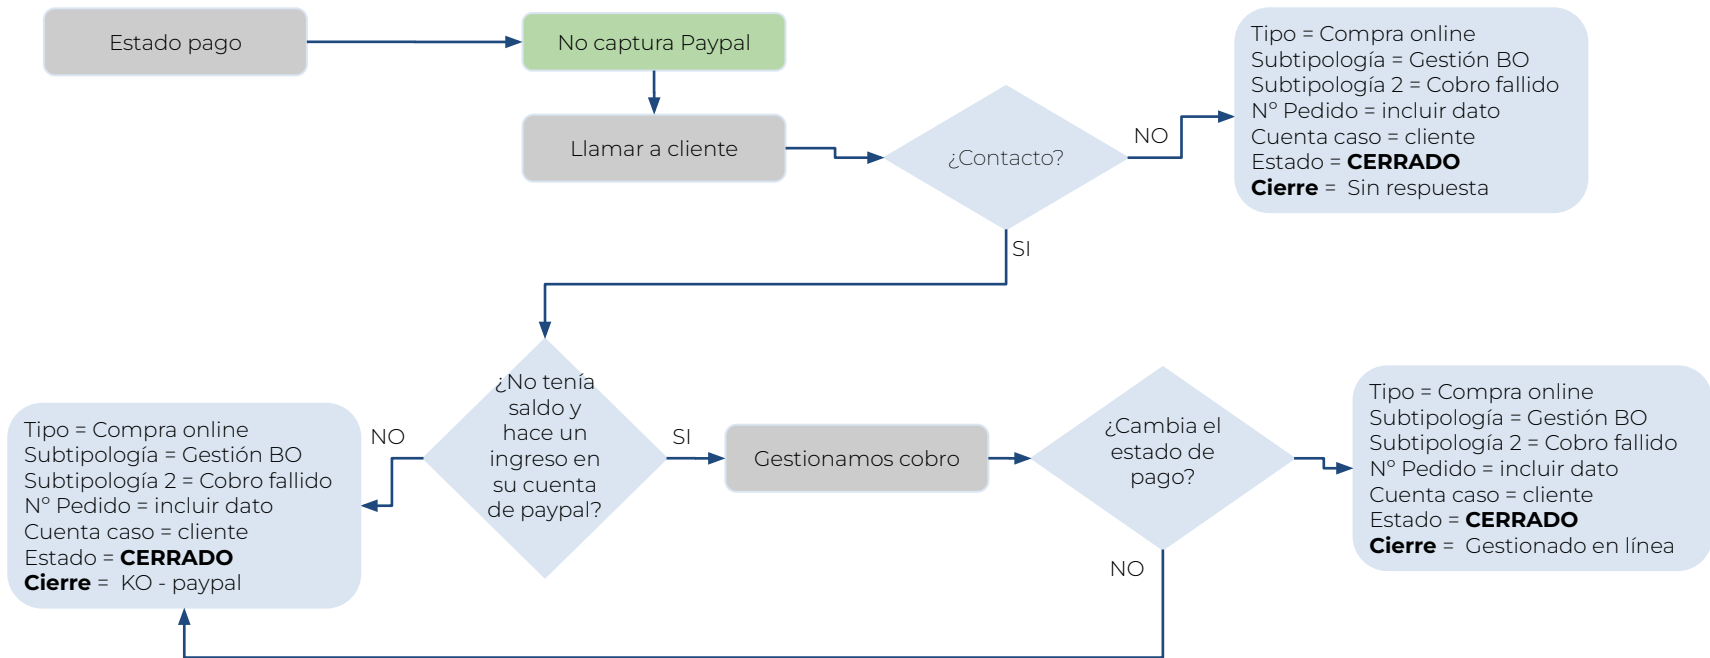 Estado pago
No captura Paypal
Llamar a cliente
¿Contacto?
NO
Tipo = Compra online
Subtipología = Gestión BO
Subtipología 2 = Cobro fallido
Nº Pedido = incluir dato
Cuenta caso = cliente
Estado = CERRADO
Cierre = Sin respuesta
SI
¿No tenía
saldo y
hace un
ingreso en
su cuenta
de paypal?
NO
Tipo = Compra online
Subtipología = Gestión BO
Subtipología 2 = Cobro fallido
Nº Pedido = incluir dato
Cuenta caso = cliente
Estado = CERRADO
Cierre = KO - paypal
SI
Gestionamos cobro
¿Cambia el
estado de
pago?
Tipo = Compra online
Subtipología = Gestión BO
Subtipología 2 = Cobro fallido
Nº Pedido = incluir dato
Cuenta caso = cliente
Estado = CERRADO
Cierre = Gestionado en línea
NO